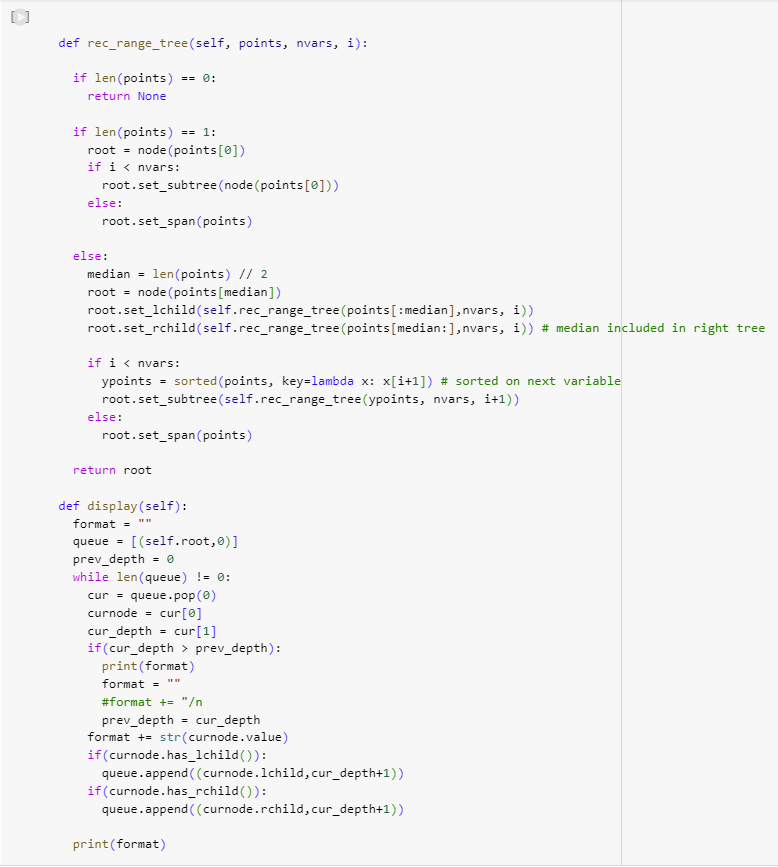 [ ]
def rec_range_tree(self, points, nvars, i):
if len(points) == 0:
return None
if len(points) == 1:
root = node(points[0])
if i < nvars:
root.set_subtree(node(points[0]))
else:
root.set_span(points)
else:
median = len(points) // 2
root = node(points[median])
root.set_lchild(self.rec_range_tree(points[:median],nvars, i))
root.set_rchild(self.rec_range_tree(points[median:],nvars, i)) # median included in right tree
if i < nvars:
ypoints = sorted(points, key=lambda x: x[i+1]) # sorted on next variable
root.set_subtree(self.rec_range_tree(ypoints, nvars, i+1))
else:
root.set_span(points)
return root
def display(self):
format = ""
queue = [(self.root,0)]
prev_depth = 0
while len(queue) != 0:
cur = queue.pop(0)
curnode = cur[0]
cur_depth = cur[1]
if(cur_depth > prev_depth):
print(format)
format = ""
#format += "/n
prev_depth = cur_depth
format += str(curnode.value)
if(curnode.has_lchild()):
queue.append((curnode.lchild,cur_depth+1))
if(curnode.has_rchild()):
queue.append((curnode.rchild,cur_depth+1))
print(format)